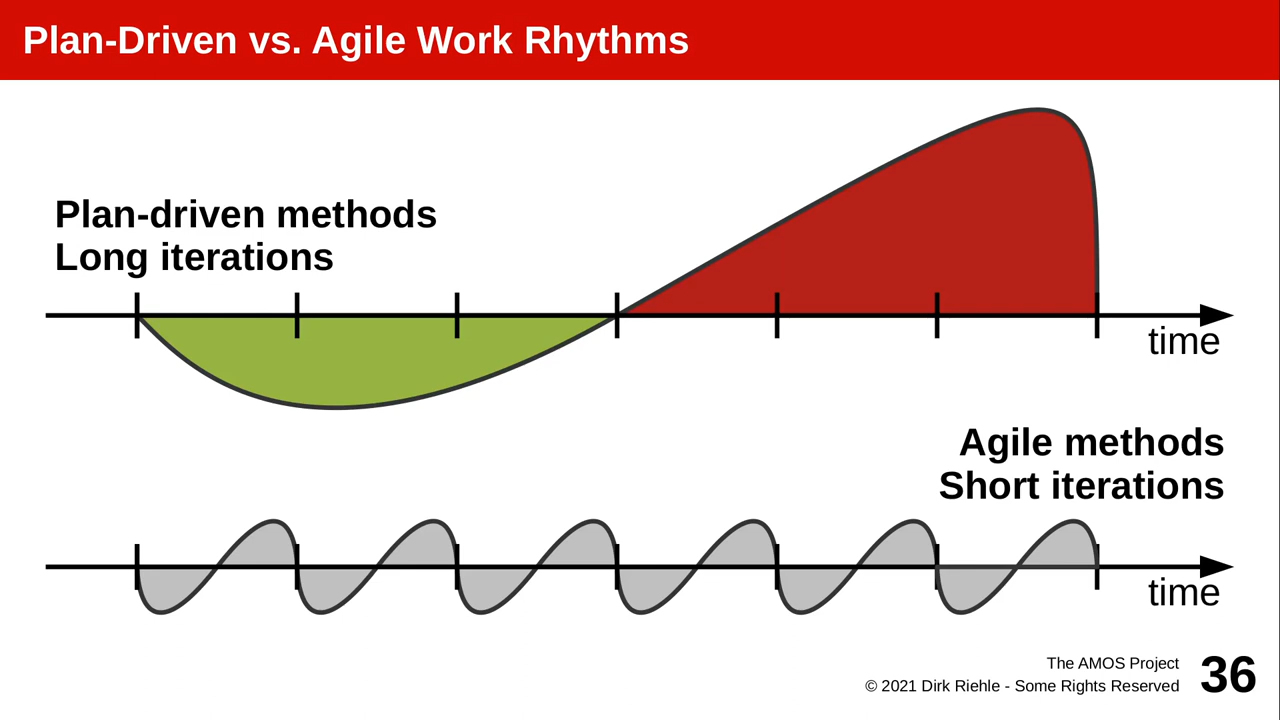 Plan-Driven vs. Agile Work Rhythms
Plan-driven methods
Long iterations
time
Agile methods
Short iterations
time
The AMOS Project
© 2021 Dirk Riehle - Some Rights Reserved
36